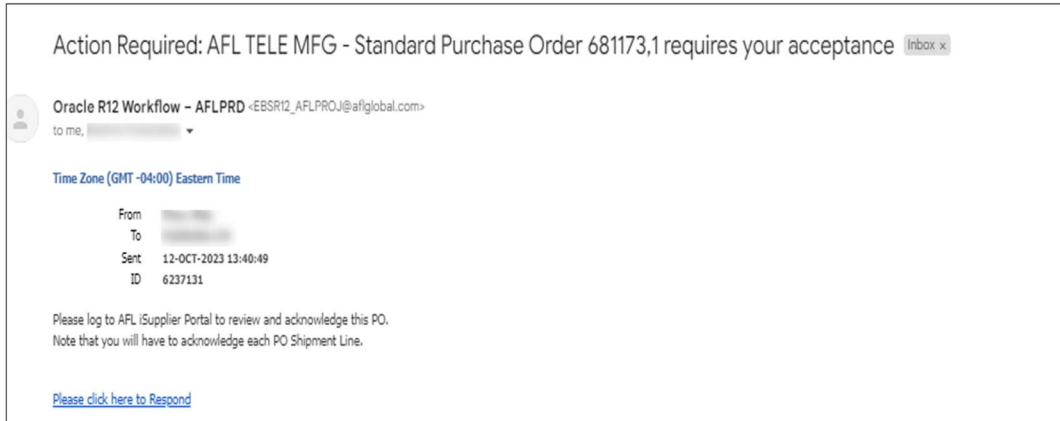 Action Required: AFL TELE MFG - Standard Purchase Order 681173,1 requires your acceptance Inbox x
Oracle R12 Workflow – AFLPRD <EBSR12_AFLPROJ@aflglobal.com>
to me,
Time Zone (GMT -04:00) Eastern Time
From
To
Sent 12-OCT-2023 13:40:49
ID 6237131
Please log to AFL iSupplier Portal to review and acknowledge this PO.
Note that you will have to acknowledge each PO Shipment Line.
Please click here to Respond